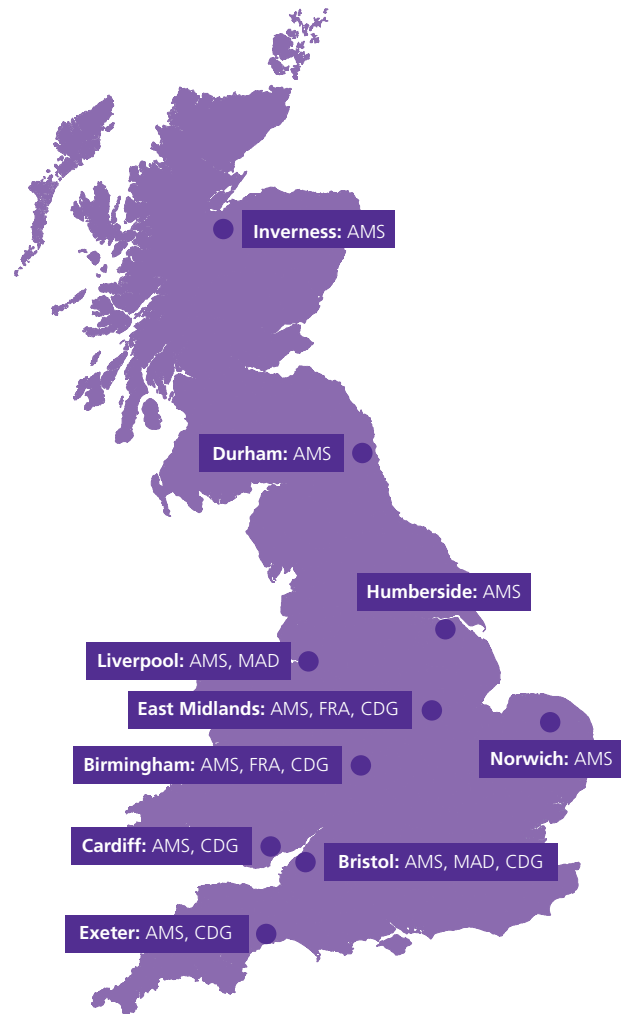 Inverness: AMS
Durham: AMS
Humberside: AMS
Liverpool: AMS, MAD
East Midlands: AMS, FRA, CDG
Norwich: AMS
Birmingham: AMS, FRA, CDG
Cardiff: AMS, CDG
Bristol: AMS, MAD, CDG
Exeter: AMS, CDG